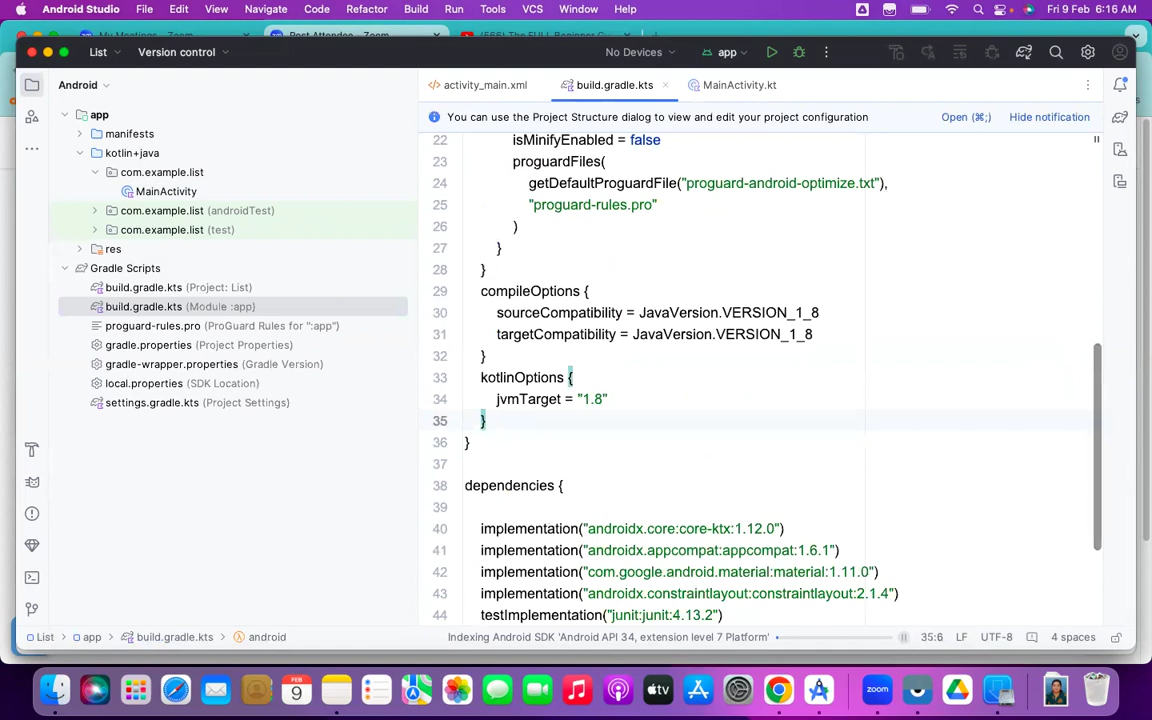 Android Studio File Edit View Navigate Code Refactor Build Run Tools VCS Window Help Fri 9 Feb 6:16 AM
List Version control No Devices app
Android
activity_main.xml build.gradle.kts MainActivity.kt
You can use the Project Structure dialog to view and edit your project configuration Open (⌘;) Hide notification
app
manifests
kotlin+java
com.example.list
MainActivity
com.example.list (androidTest)
com.example.list (test)
res
Gradle Scripts
build.gradle.kts (Project: List)
build.gradle.kts (Module :app)
proguard-rules.pro (ProGuard Rules for ":app")
gradle.properties (Project Properties)
gradle-wrapper.properties (Gradle Version)
local.properties (SDK Location)
settings.gradle.kts (Project Settings)
22 isMinifyEnabled = false
23 proguardFiles(
24 getDefaultProguardFile("proguard-android-optimize.txt"),
25 "proguard-rules.pro"
26 )
27 }
28 }
29 compileOptions {
30 sourceCompatibility = JavaVersion.VERSION_1_8
31 targetCompatibility = JavaVersion.VERSION_1_8
32 }
33 kotlinOptions {
34 jvmTarget = "1.8"
35 }
36 }
37
38 dependencies {
39
40 implementation("androidx.core:core-ktx:1.12.0")
41 implementation("androidx.appcompat:appcompat:1.6.1")
42 implementation("com.google.android.material:material:1.11.0")
43 implementation("androidx.constraintlayout:constraintlayout:2.1.4")
44 testImplementation("junit:junit:4.13.2")
List app build.gradle.kts android Indexing Android SDK 'Android API 34, extension level 7 Platform' 35:6 LF UTF-8 4 spaces
FEB
9
tv
zoom